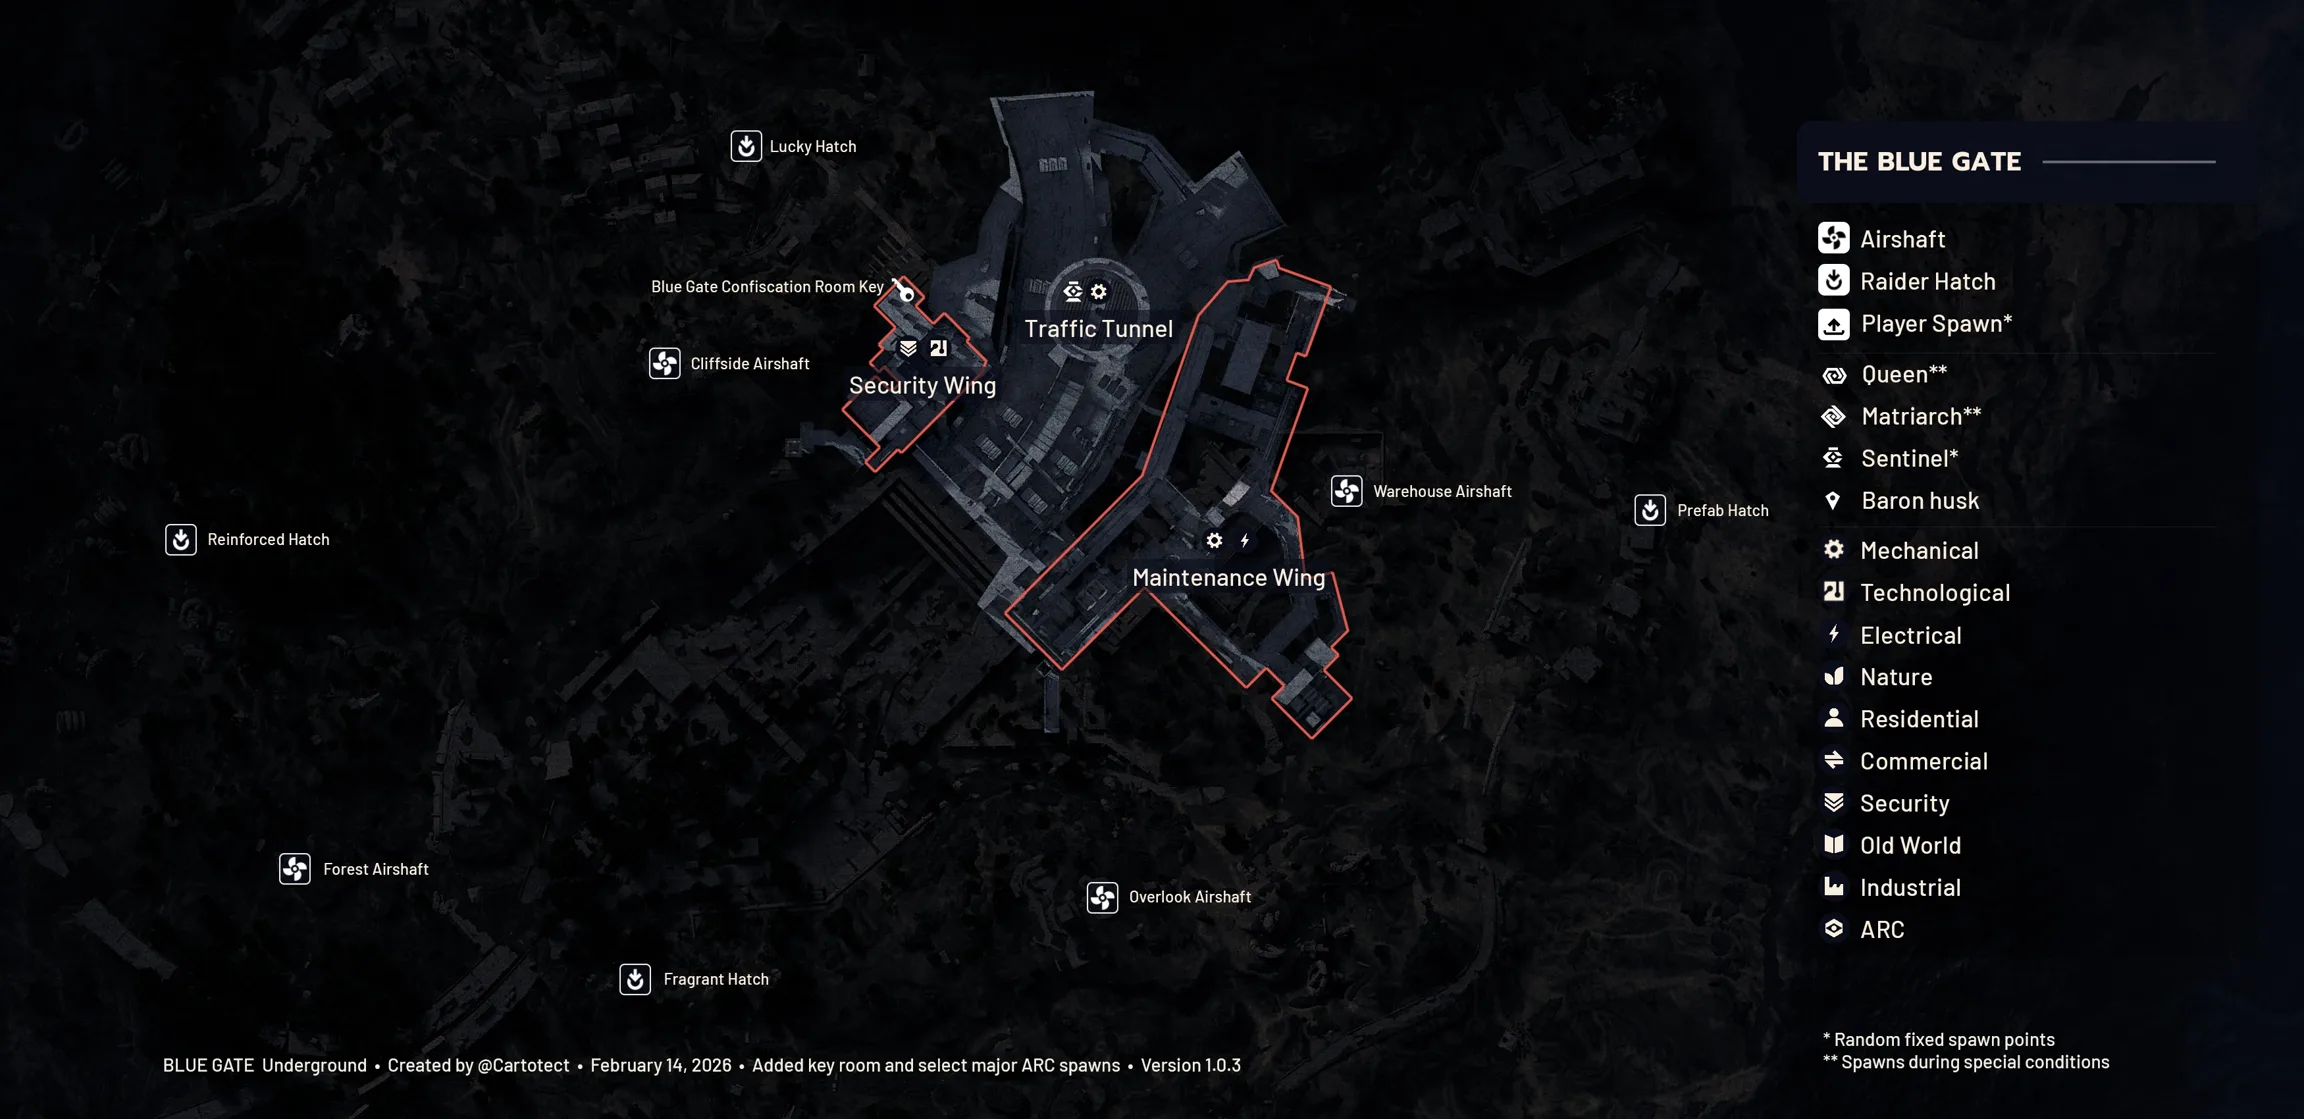 Lucky Hatch
Blue Gate Confiscation Room Key
Traffic Tunnel
Cliffside Airshaft
Security Wing
Warehouse Airshaft
Prefab Hatch
Reinforced Hatch
Maintenance Wing
Forest Airshaft
Overlook Airshaft
Fragrant Hatch
BLUE GATE Underground • Created by @Cartotect • February 14, 2026 • Added key room and select major ARC spawns • Version 1.0.3
THE BLUE GATE
Airshaft
Raider Hatch
Player Spawn*
Queen**
Matriarch**
Sentinel*
Baron husk
Mechanical
Technological
Electrical
Nature
Residential
Commercial
Security
Old World
Industrial
ARC
* Random fixed spawn points
** Spawns during special conditions